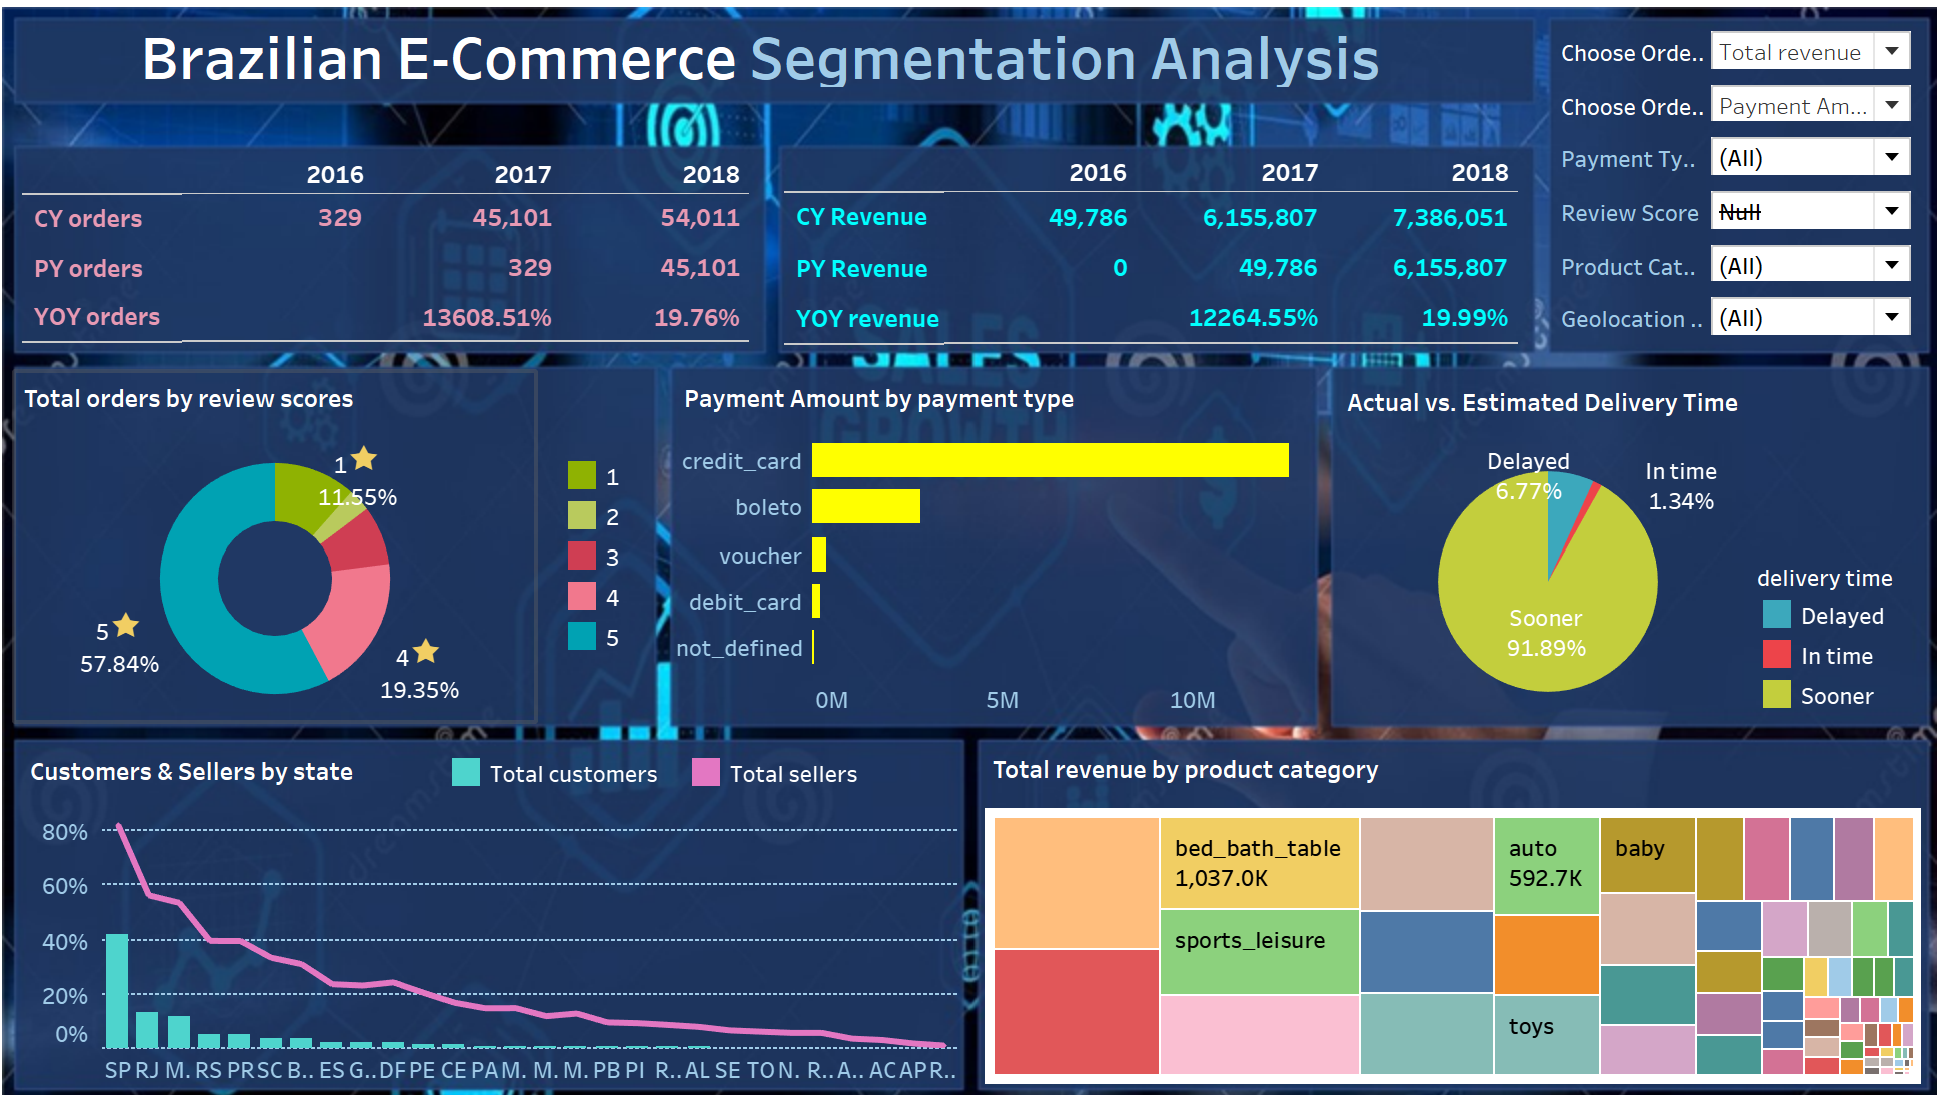 Brazilian E-Commerce Segmentation Analysis
Choose Orde.. Total revenue
Choose Orde.. Payment Am...
Payment Ty.. (All)
Review Score Null
Product Cat.. (All)
Geolocation .. (All)
2016 2017 2018
CY orders 329 45,101 54,011
PY orders 329 45,101
YOY orders 13608.51% 19.76%
2016 2017 2018
CY Revenue 49,786 6,155,807 7,386,051
PY Revenue 0 49,786 6,155,807
YOY revenue 12264.55% 19.99%
SALES
GROWTH
Total orders by review scores
1
11.55%
5
57.84%
4
19.35%
1
2
3
4
5
Payment Amount by payment type
credit_card
boleto
voucher
debit_card
not_defined
0M 5M 10M
Actual vs. Estimated Delivery Time
Delayed
6.77%
In time
1.34%
Sooner
91.89%
delivery time
Delayed
In time
Sooner
Customers & Sellers by state
Total customers Total sellers
80%
60%
40%
20%
0%
SP RJ M. RS PR SC B.. ES G.. DF PE CE PA M. M. M. PB PI R.. AL SE TO N. R.. A.. AC AP R..
Total revenue by product category
bed_bath_table
1,037.0K
sports_leisure
auto
592.7K
toys
baby